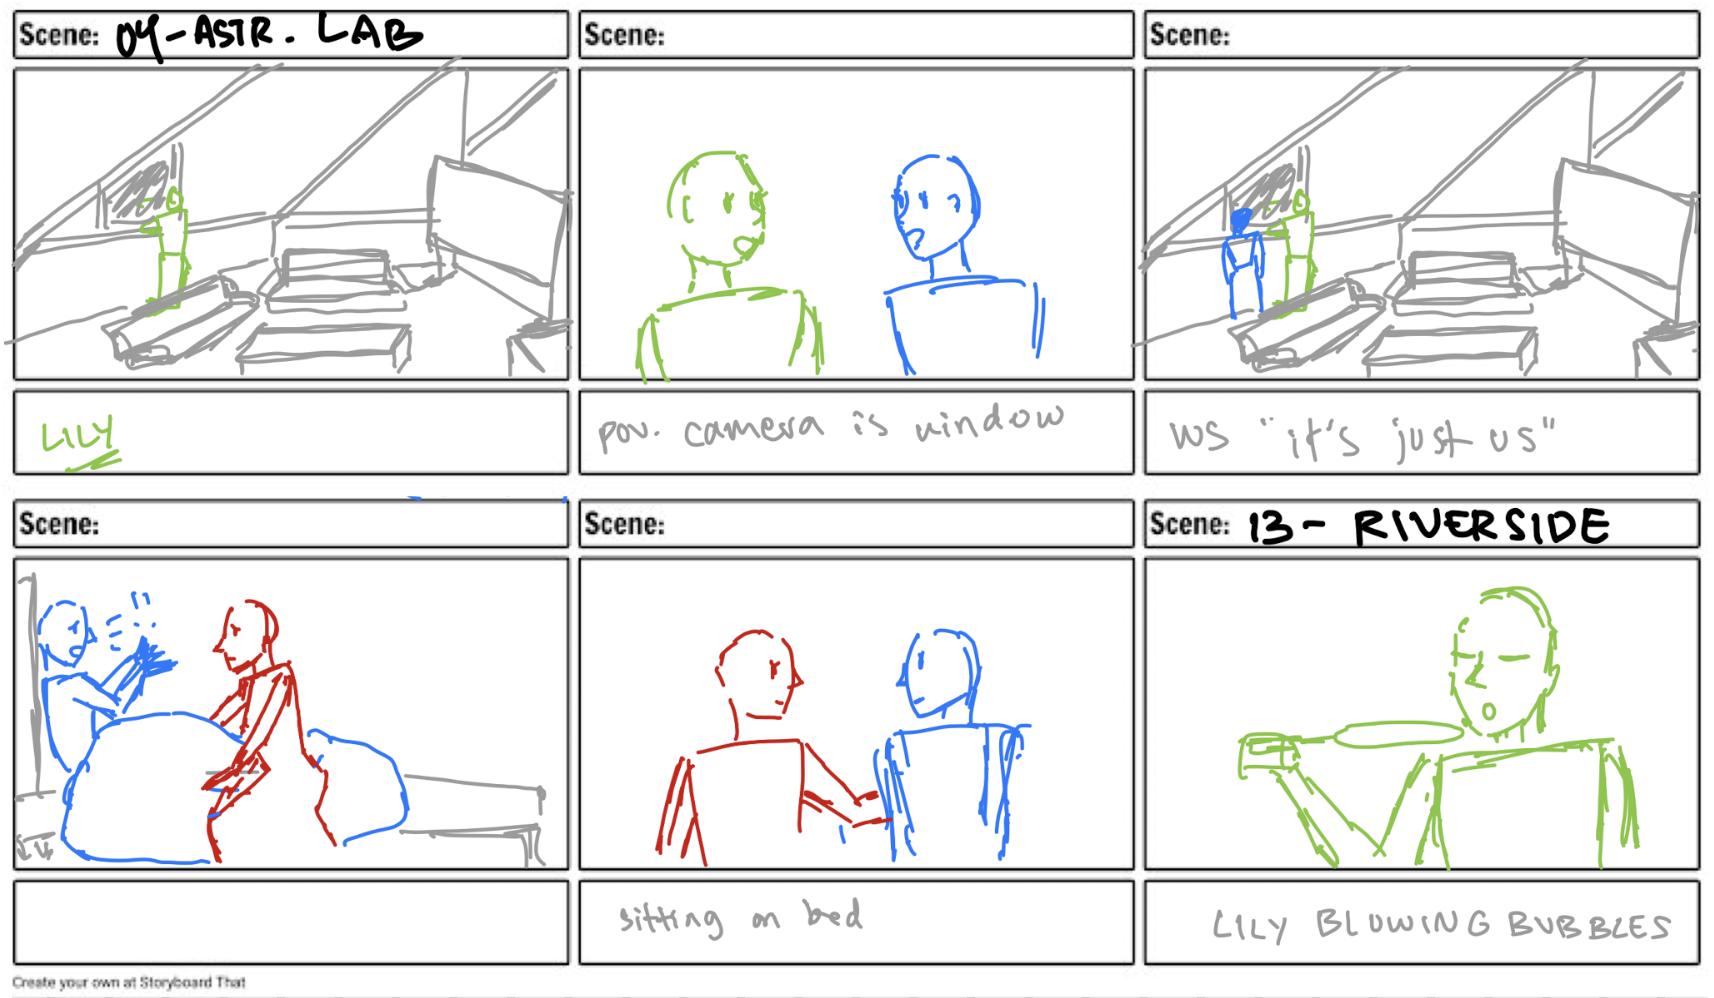 Scene: 04-ASTR. LAB
Scene:
Scene:
LILY
POV. camera is window
WS "it's just us"
Scene:
Scene:
Scene: 13- RIVERSIDE
sitting on bed
LILY BLOWING BUBBLES
Create your own at Storyboard That